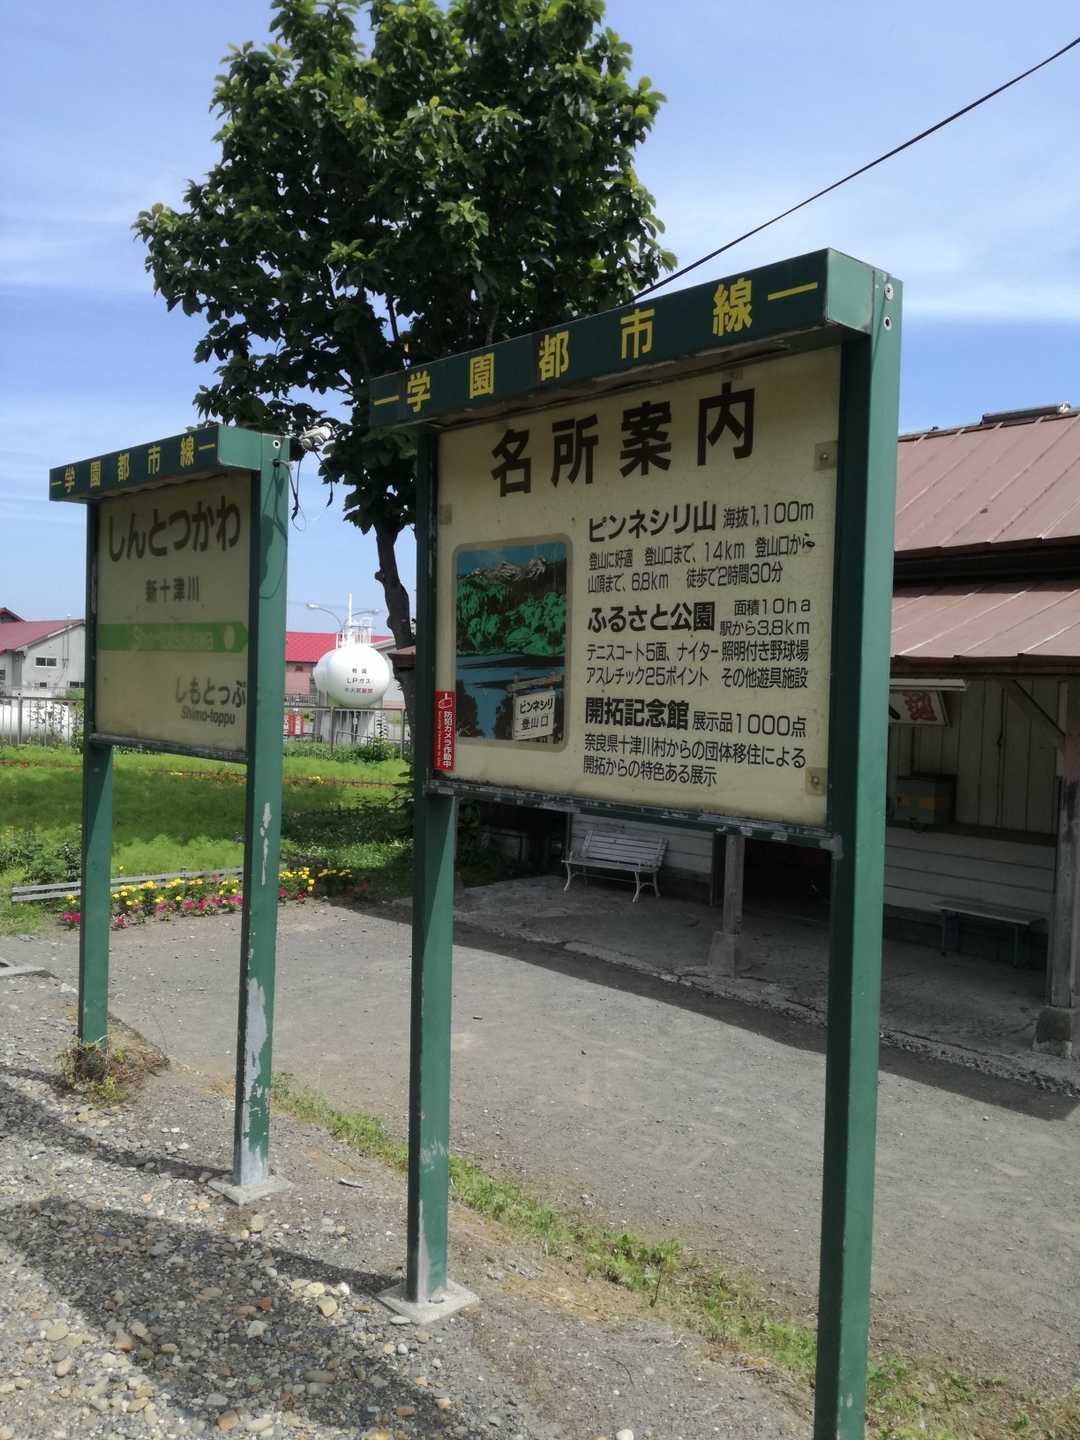 ー学園都市線ー
しんとつかわ
新十津川
しもとっぷ
Shimo-toppu
ー学園都市線ー
名所案内
ピンネシリ山 海抜1,100m
登山に好適 登山口まで、14km 登山口から
山頂まで、6.8km 徒歩で2時間30分
ふるさと公園 面積10ha
駅から3.8km
テニスコート5面、ナイター照明付き野球場
アスレチック25ポイント その他遊具施設
開拓記念館 展示品1000点
奈良県十津川村からの団体移住による
開拓からの特色ある展示
ピンネシリ
登山口
防犯カメラ作動中
LPガス